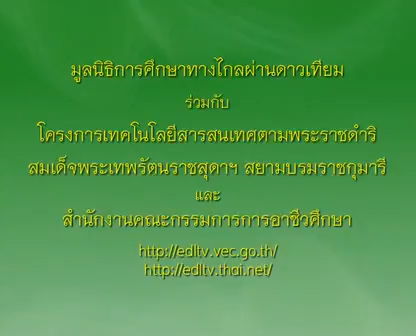 มูลนิธิการศึกษาทางไกลผ่านดาวเทียม
ร่วมกับ
โครงการเทคโนโลยีสารสนเทศตามพระราชดำริ
สมเด็จพระเทพรัตนราชสุดาฯ สยามบรมราชกุมารี
และ
สำนักงานคณะกรรมการการอาชีวศึกษา
http://edltv.vec.go.th/
http://edltv.thai.net/